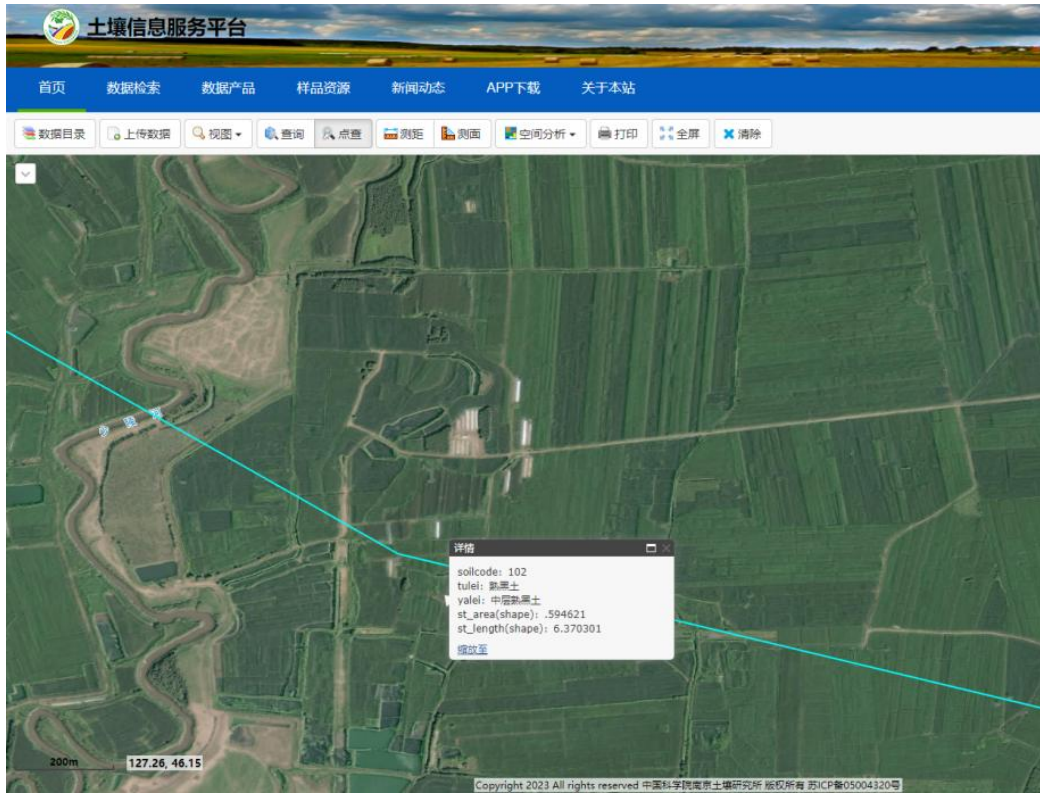 土壤信息服务平台
首页 数据检索 数据产品 样品资源 新闻动态 APP下载 关于本站
数据目录 上传数据 视图 查询 点查 测距 测面 空间分析 打印 全屏 清除
详情
soilcode: 102
tulei: 熟黑土
yalei: 中层熟黑土
st_area(shape): .594621
st_length(shape): 6.370301
缩放至
200m
127.26, 46.15
Copyright 2023 All rights reserved 中国科学院南京土壤研究所 版权所有 苏ICP备05004320号